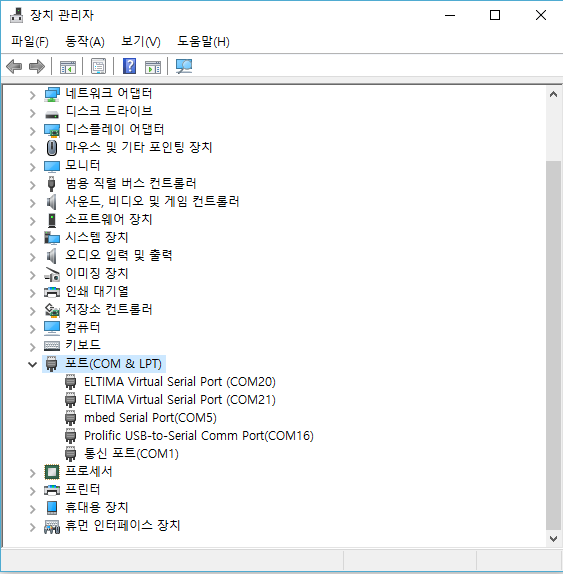 장치 관리자
파일(F) 동작(A) 보기(V) 도움말(H)
네트워크 어댑터
디스크 드라이브
디스플레이 어댑터
마우스 및 기타 포인팅 장치
모니터
범용 직렬 버스 컨트롤러
사운드, 비디오 및 게임 컨트롤러
소프트웨어 장치
시스템 장치
오디오 입력 및 출력
이미징 장치
인쇄 대기열
저장소 컨트롤러
컴퓨터
키보드
포트(COM & LPT)
ELTIMA Virtual Serial Port (COM20)
ELTIMA Virtual Serial Port (COM21)
mbed Serial Port(COM5)
Prolific USB-to-Serial Comm Port(COM16)
통신 포트(COM1)
프로세서
프린터
휴대용 장치
휴먼 인터페이스 장치